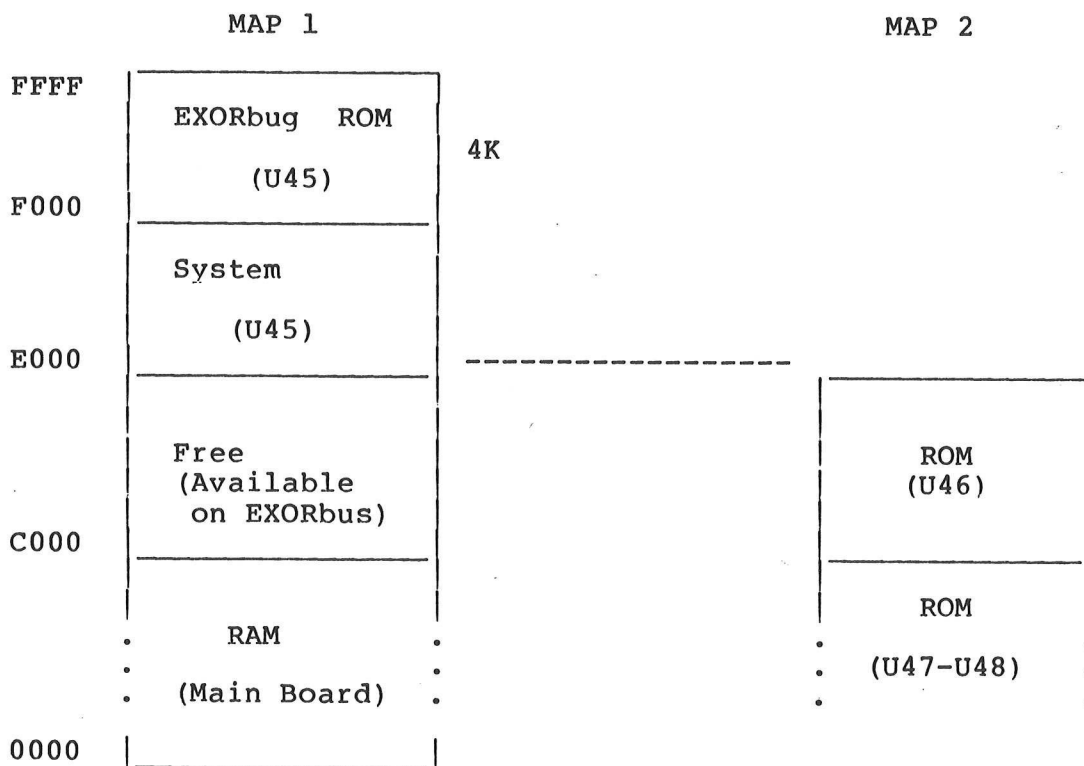 MAP 1 MAP 2
FFFF
EXORbug ROM
4K
(U45)
F000
System
(U45)
E000
Free ROM
(Available (U46)
on EXORbus)
C000
ROM
RAM
(U47-U48)
(Main Board)
0000